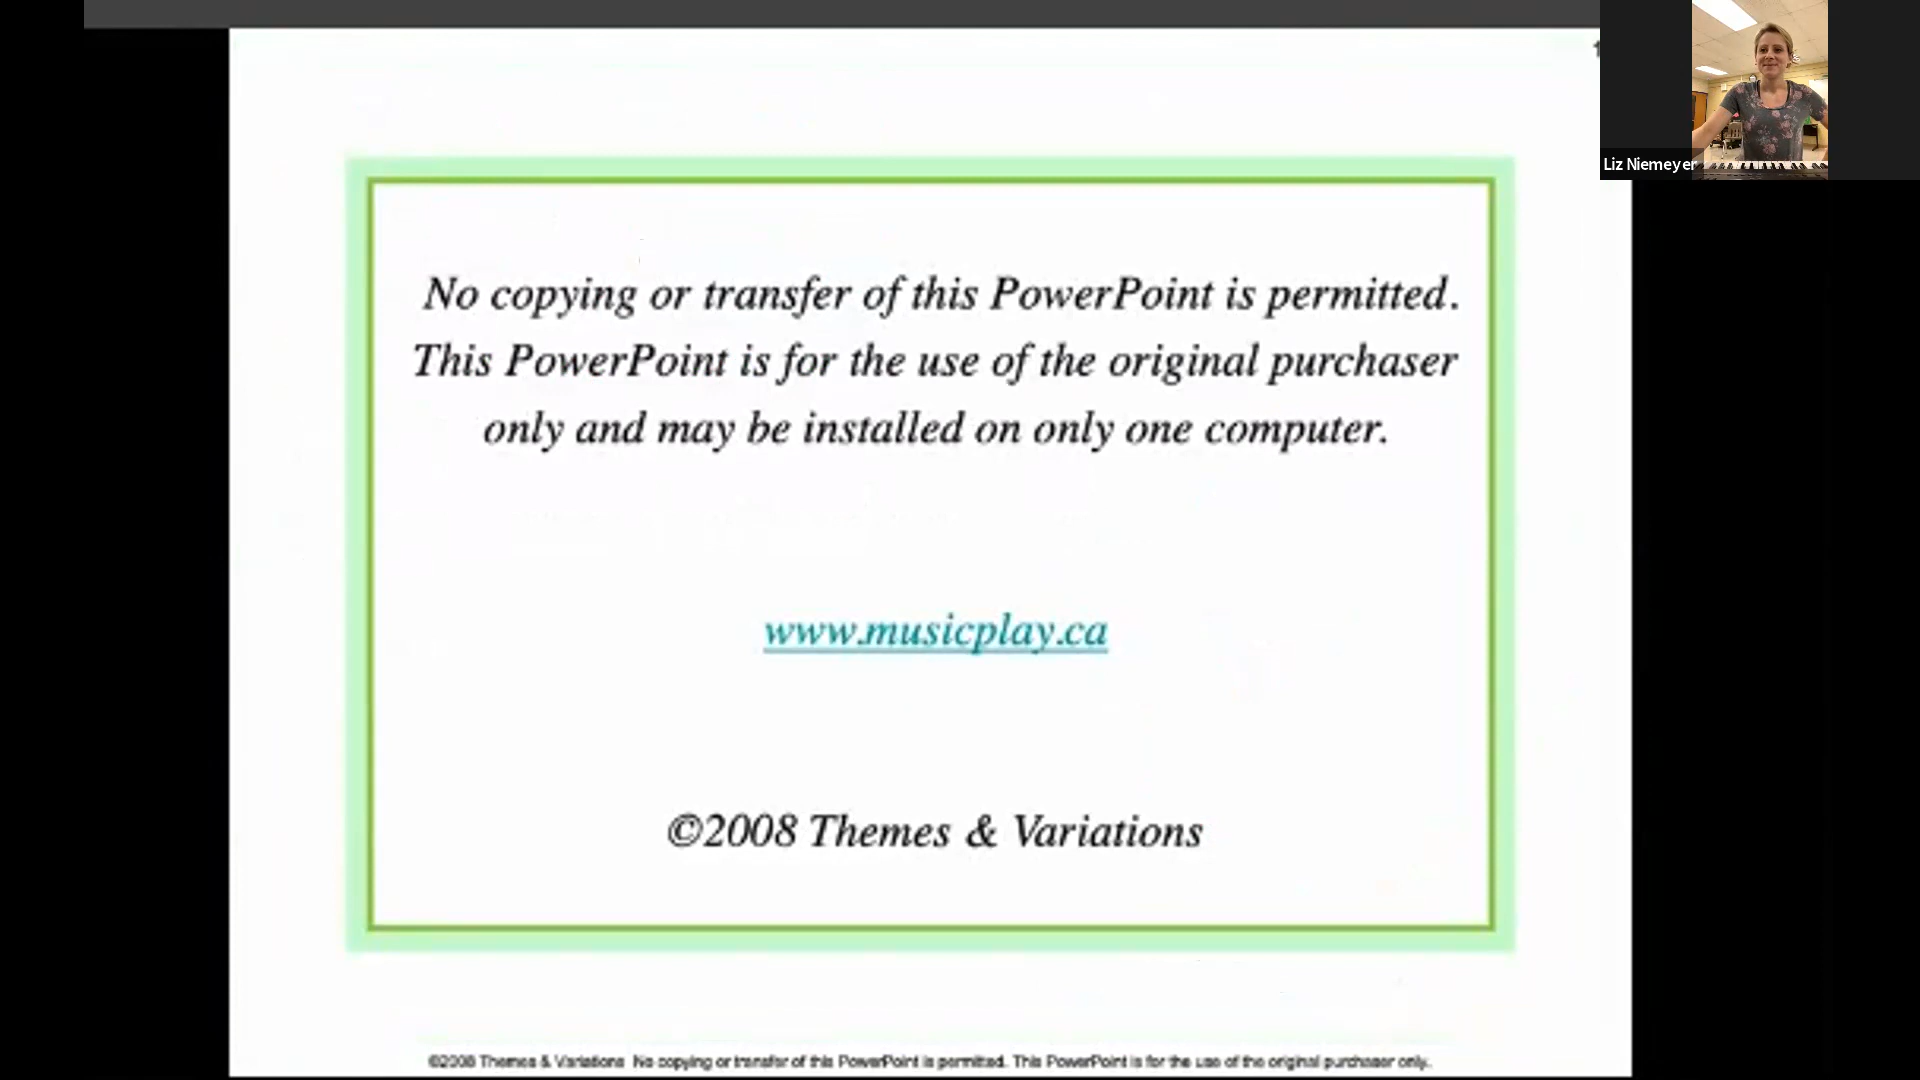 Liz Niemeyer
No copying or transfer of this PowerPoint is permitted.
This PowerPoint is for the use of the original purchaser
only and may be installed on only one computer.
www.musicplay.ca
©2008 Themes & Variations
©2008 Themes & Variations No copying or transfer of this PowerPoint is permitted. This PowerPoint is for the use of the original purchaser only.